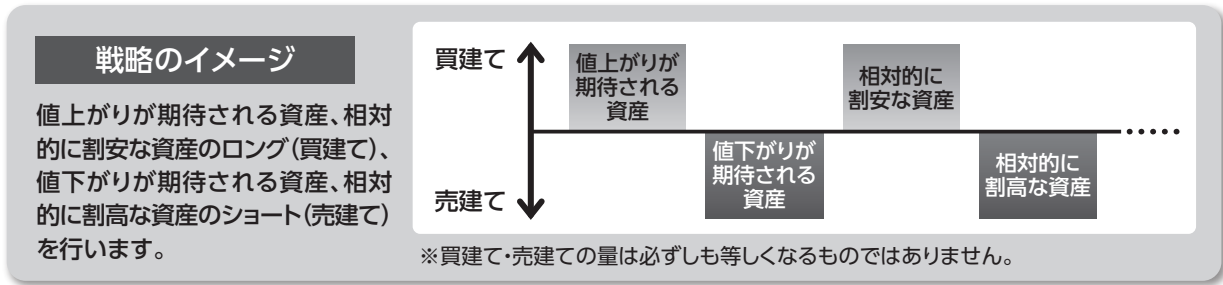 戦略のイメージ
値上がりが期待される資産、相対
的に割安な資産のロング（買建て）、
値下がりが期待される資産、相対
的に割高な資産のショート（売建て）
を行います。
買建て
値上がりが
期待される
資産
相対的に
割安な資産
値下がりが
期待される
資産
相対的に
割高な資産
売建て
※買建て・売建ての量は必ずしも等しくなるものではありません。